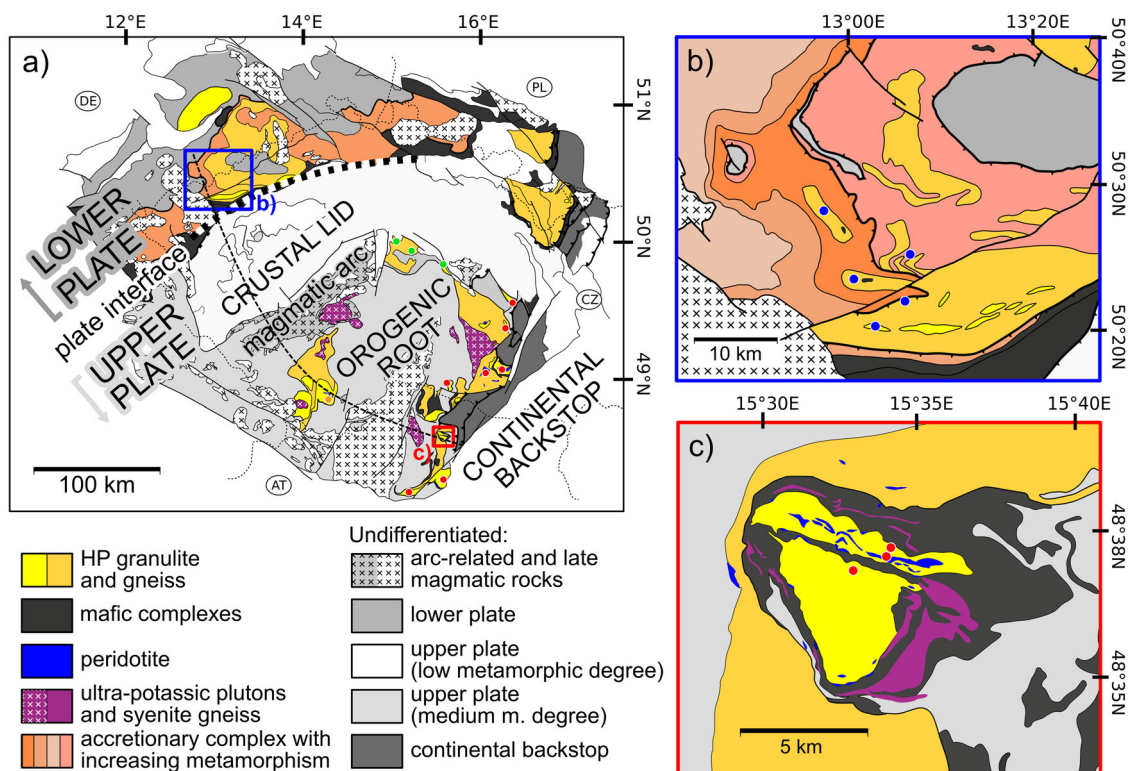 12°E
14°E
16°E
a)
DE
PL
51°N
b)
50°N
LOWER
PLATE
plate interface
UPPER
PLATE
CRUSTAL LID
magmatic arc
OROGENIC
ROOT
CZ
49°N
c)
CONTINENTAL
BACKSTOP
AT
100 km
13°00
13°20
b)
50°40N
50°30N
50°20N
10 km
15°30E
15°35E
15°40E
c)
48°38N
48°35N
5 km
HP granulite
and gneiss
mafic complexes
peridotite
ultra-potassic plutons
and syenite gneiss
accretionary complex with
increasing metamorphism
Undifferentiated:
arc-related and late
magmatic rocks
lower plate
upper plate
(low metamorphic degree)
upper plate
(medium m. degree)
continental backstop